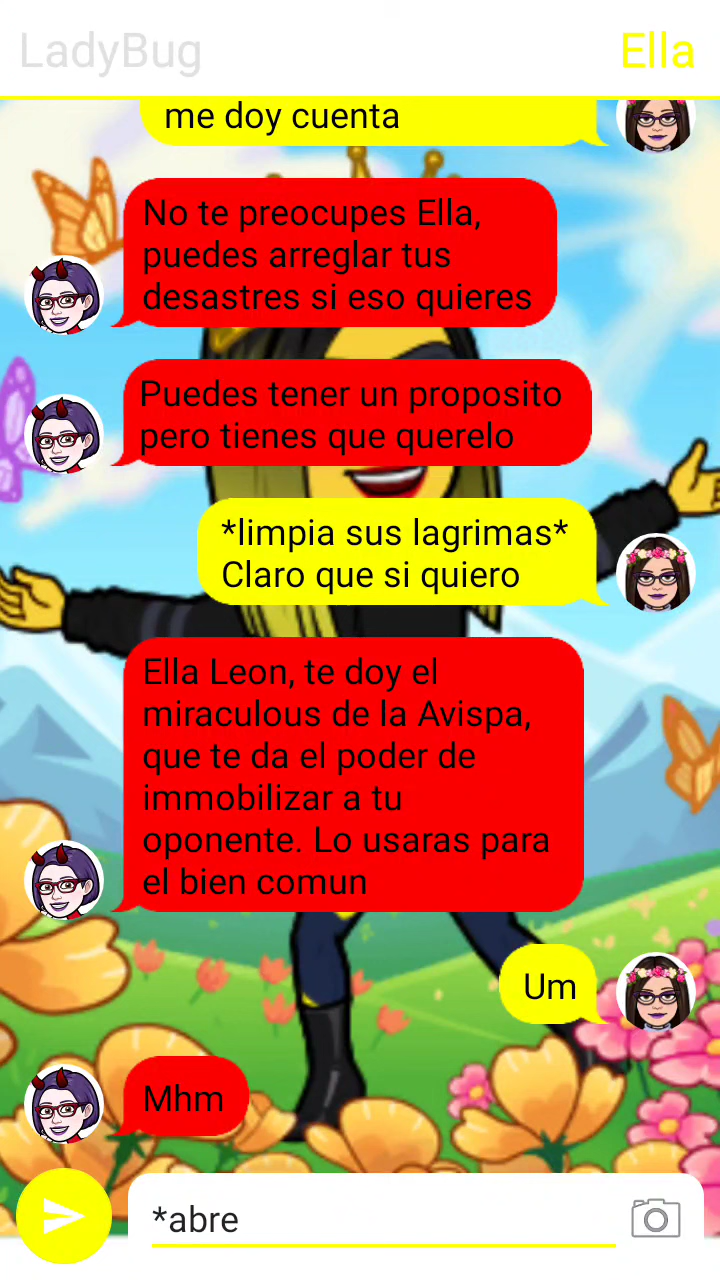 LadyBug
Ella
me doy cuenta
No te preocupes Ella,
puedes arreglar tus
desastres si eso quieres
Puedes tener un proposito
pero tienes que querelo
*limpia sus lagrimas*
Claro que si quiero
Ella Leon, te doy el
miraculous de la Avispa,
que te da el poder de
immobilizar a tu
oponente. Lo usaras para
el bien comun
Um
Mhm
*abre